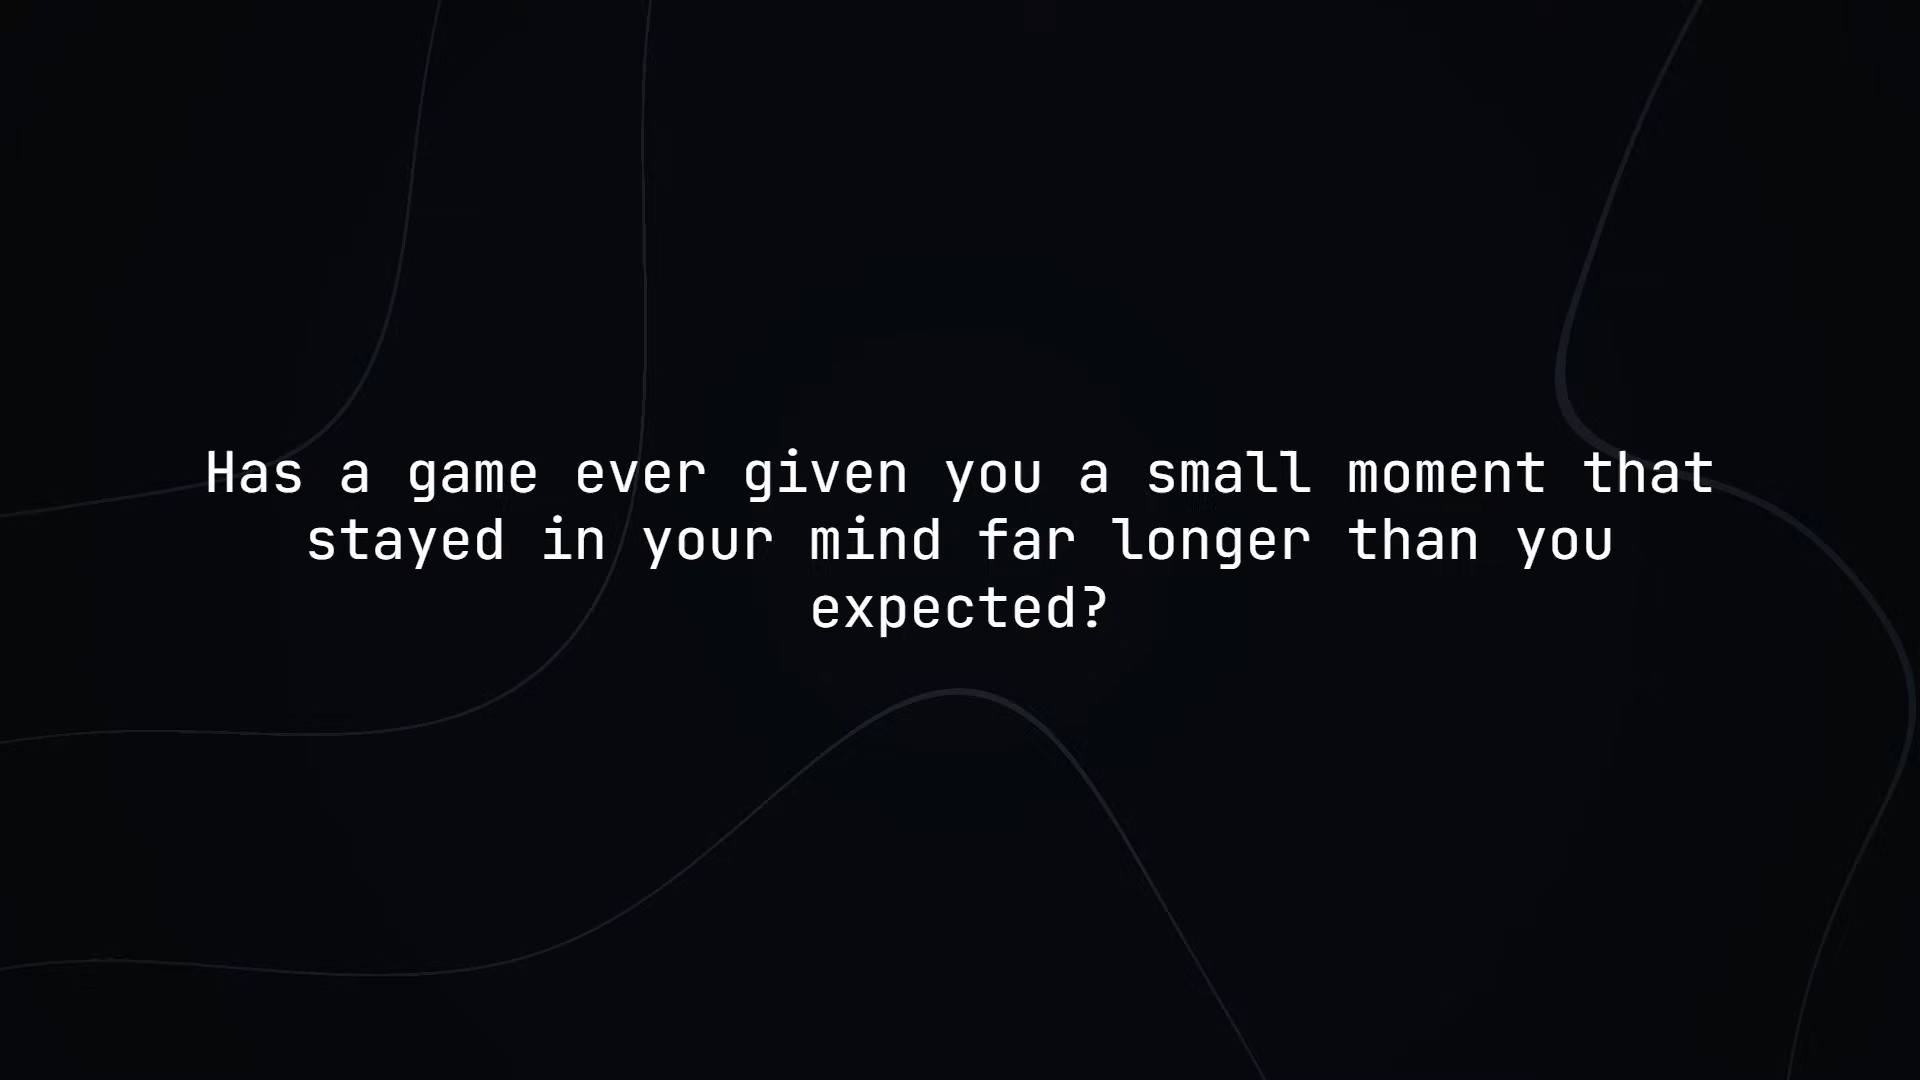 Has a game ever given you a small moment that
stayed in your mind far longer than you
expected?